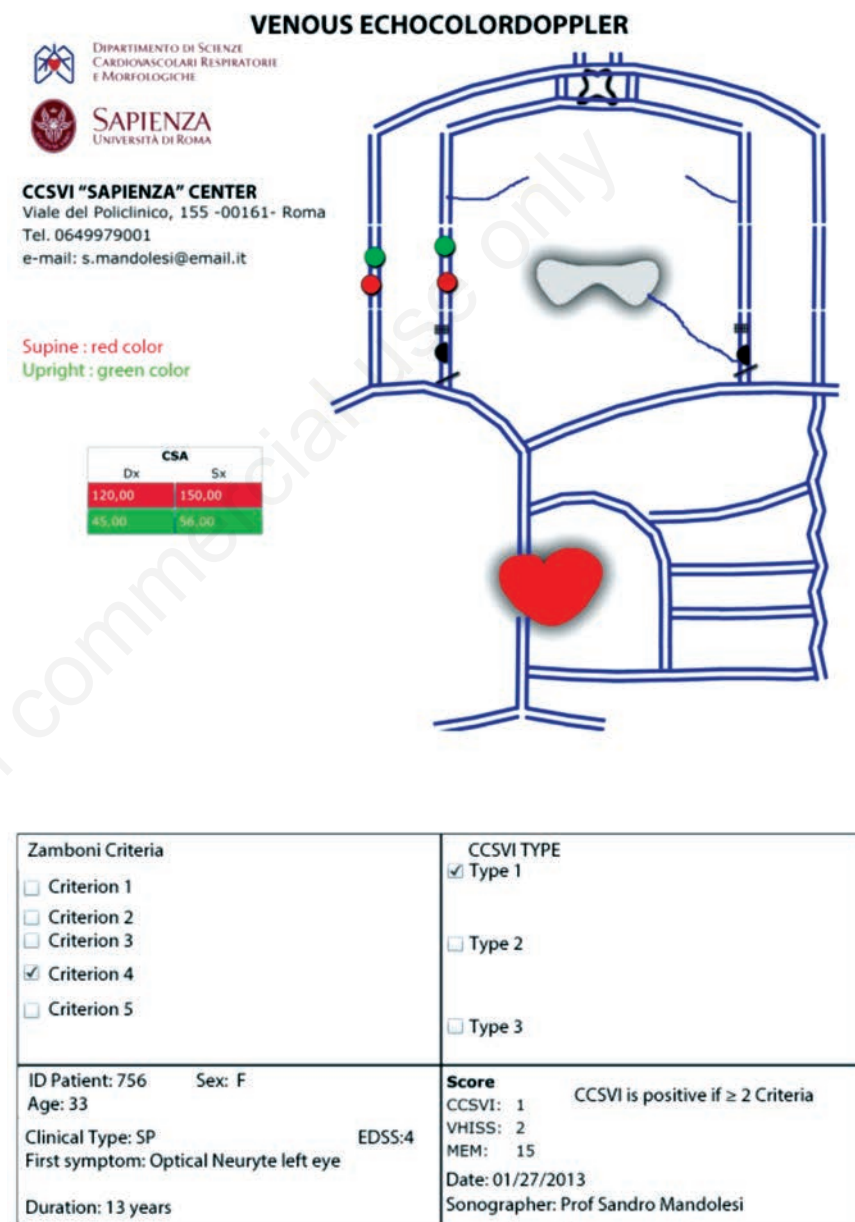 VENOUS ECHOCOLORDOPPLER
DIPARTIMENTO DI SCIENZE
CARDIOVASCOLARI RESPIRATORIE
E MORFOLOGICHE
SAPIENZA
UNIVERSITÀ DI ROMA
CCSVI "SAPIENZA" CENTER
Viale del Policlinico, 155 -00161- Roma
Tel. 0649979001
e-mail: s.mandolesi@email.it
Supine : red color
Upright : green color
CSA
Dx Sx
120,00 150,00
45,00 56,00
commercial use only
Zamboni Criteria
Criterion 1
Criterion 2
Criterion 3
Criterion 4
Criterion 5
CCSVI TYPE
Type 1
Type 2
Type 3
ID Patient: 756 Sex: F
Age: 33
Clinical Type: SP EDSS:4
First symptom: Optical Neuryte left eye
Duration: 13 years
Score
CCSVI: 1 CCSVI is positive if ≥ 2 Criteria
VHISS: 2
MEM: 15
Date: 01/27/2013
Sonographer: Prof Sandro Mandolesi